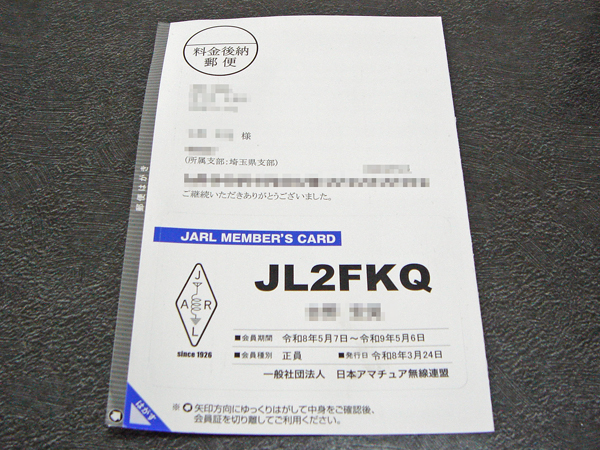 料金後納
郵便
様
(所属支部:埼玉県支部)
ご継続いただきありがとうございました。
郵便はがき
JARL MEMBER'S CARD
J
A R
L
since 1926
JL2FKQ
■会員期間 令和8年5月7日～令和9年5月6日
■会員種別 正員 ■発行日 令和8年3月24日
一般社団法人 日本アマチュア無線連盟
はがす
※矢印方向にゆっくりはがして中身をご確認後、
会員証を切り離してご利用ください。